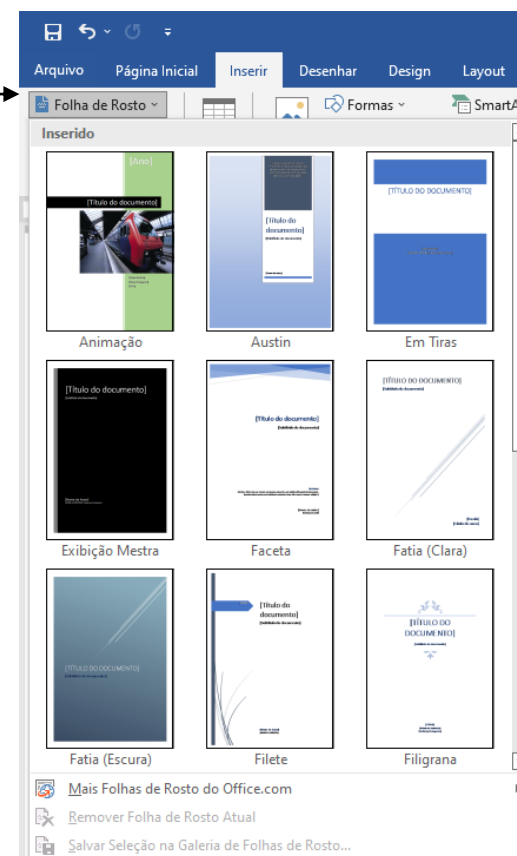 Arquivo Página Inicial Inserir Desenhar Design Layout
Folha de Rosto Formas SmartA
Inserido
[Ano]
[Título do documento]
[Título do
documento]
[TÍTULO DO DOCUMENTO]
Animação Austin Em Tiras
[Título do documento]
[Título do documento]
[TÍTULO DO DOCUMENTO]
Exibição Mestra Faceta Fatia (Clara)
[TÍTULO DO DOCUMENTO]
[Título do
documento]
[TÍTULO DO
DOCUMENTO]
Fatia (Escura) Filete Filigrana
Mais Folhas de Rosto do Office.com
Remover Folha de Rosto Atual
Salvar Seleção na Galeria de Folhas de Rosto...